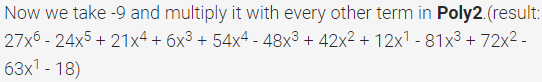 Now we take -9 and multiply it with every other term in Poly2.(result:
27x⁶ - 24x⁵ + 21x⁴ + 6x³ + 54x⁴ - 48x³ + 42x² + 12x¹ - 81x³ + 72x² -
63x¹ - 18)